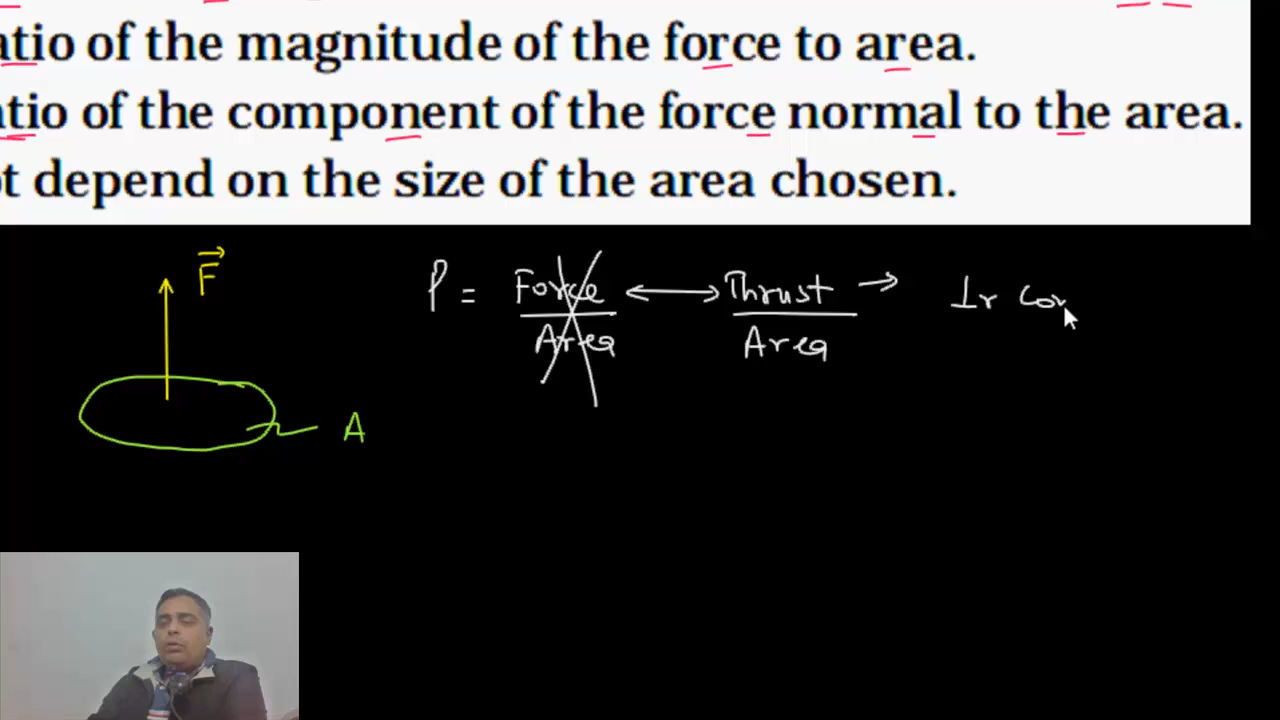 atio of the magnitude of the force to area.
atio of the component of the force normal to the area.
ot depend on the size of the area chosen.
F
A
P = Force / Area ⟷ Thrust / Area → ⊥r Com